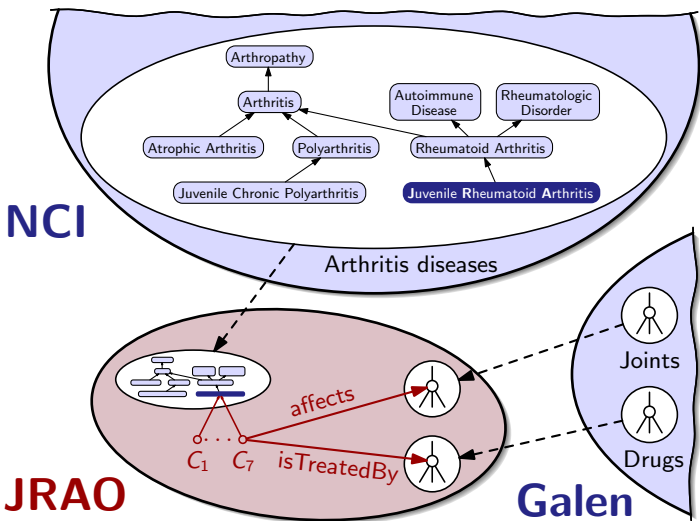 Arthropathy
Arthritis
Autoimmune
Disease
Rheumatologic
Disorder
Atrophic Arthritis
Polyarthritis
Rheumatoid Arthritis
Juvenile Chronic Polyarthritis
Juvenile Rheumatoid Arthritis
NCI
Arthritis diseases
Joints
affects
C1 . . . . C7
isTreatedBy
Drugs
JRAO
Galen